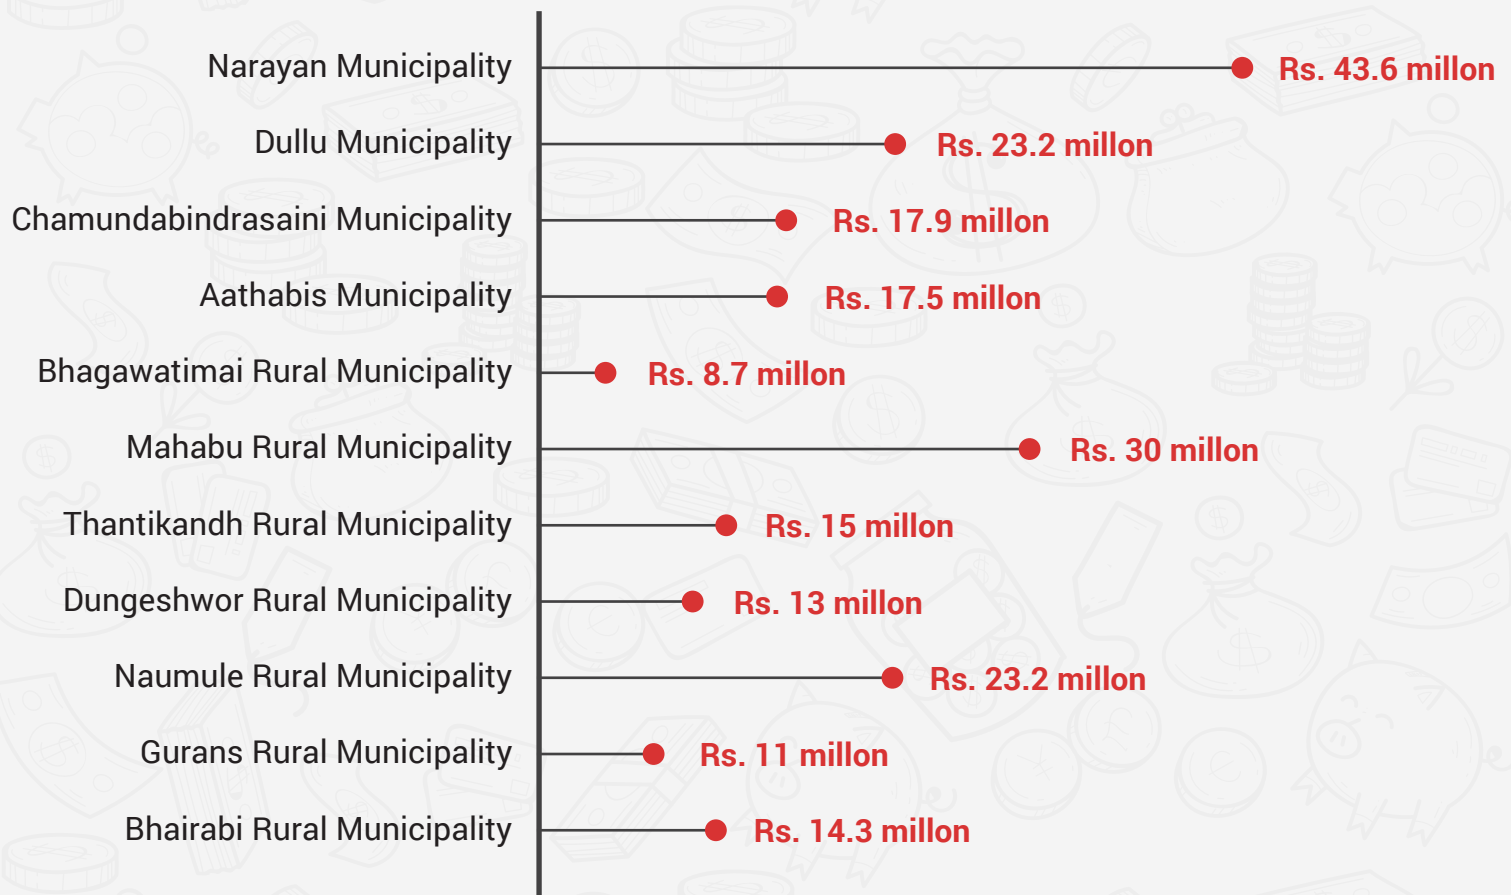 Narayan Municipality Rs. 43.6 millon
Dullu Municipality Rs. 23.2 millon
Chamundabindrasaini Municipality Rs. 17.9 millon
Aathabis Municipality Rs. 17.5 millon
Bhagawatimai Rural Municipality Rs. 8.7 millon
Mahabu Rural Municipality Rs. 30 millon
Thantikandh Rural Municipality Rs. 15 millon
Dungeshwor Rural Municipality Rs. 13 millon
Naumule Rural Municipality Rs. 23.2 millon
Gurans Rural Municipality Rs. 11 millon
Bhairabi Rural Municipality Rs. 14.3 millon